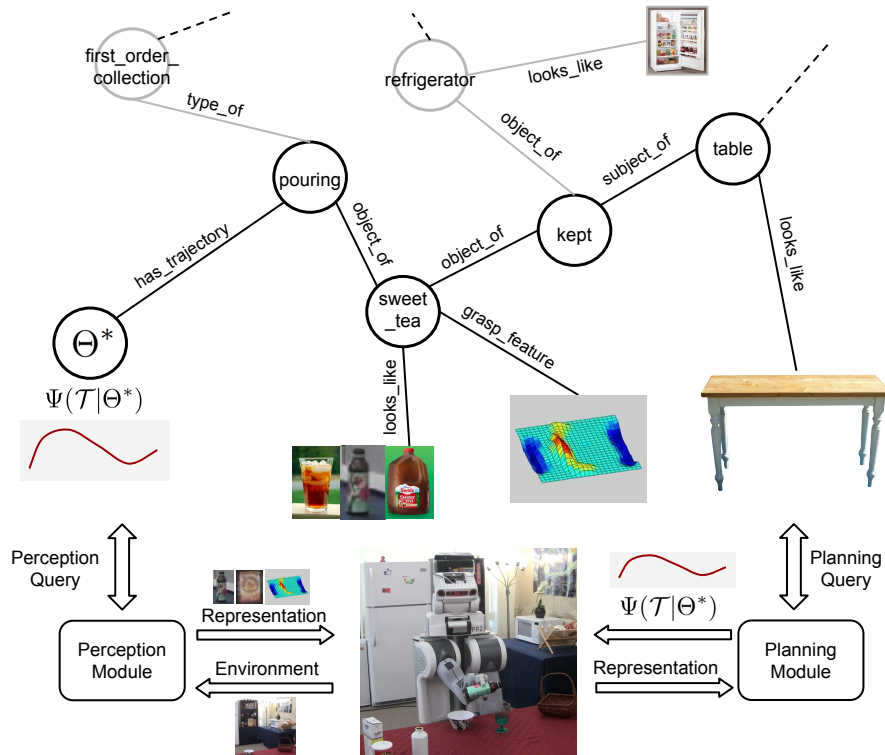 first_order_
collection
refrigerator
looks_like
type_of
object_of
subject_of
table
pouring
object_of
has_trajectory
object_of
kept
looks_like
sweet
_tea
grasp_feature
Θ*
looks_like
Ψ(𝒯|Θ*)
Perception
Query
Planning
Query
Ψ(𝒯|Θ*)
Representation
Perception
Module
Environment
Representation
Planning
Module
PR2